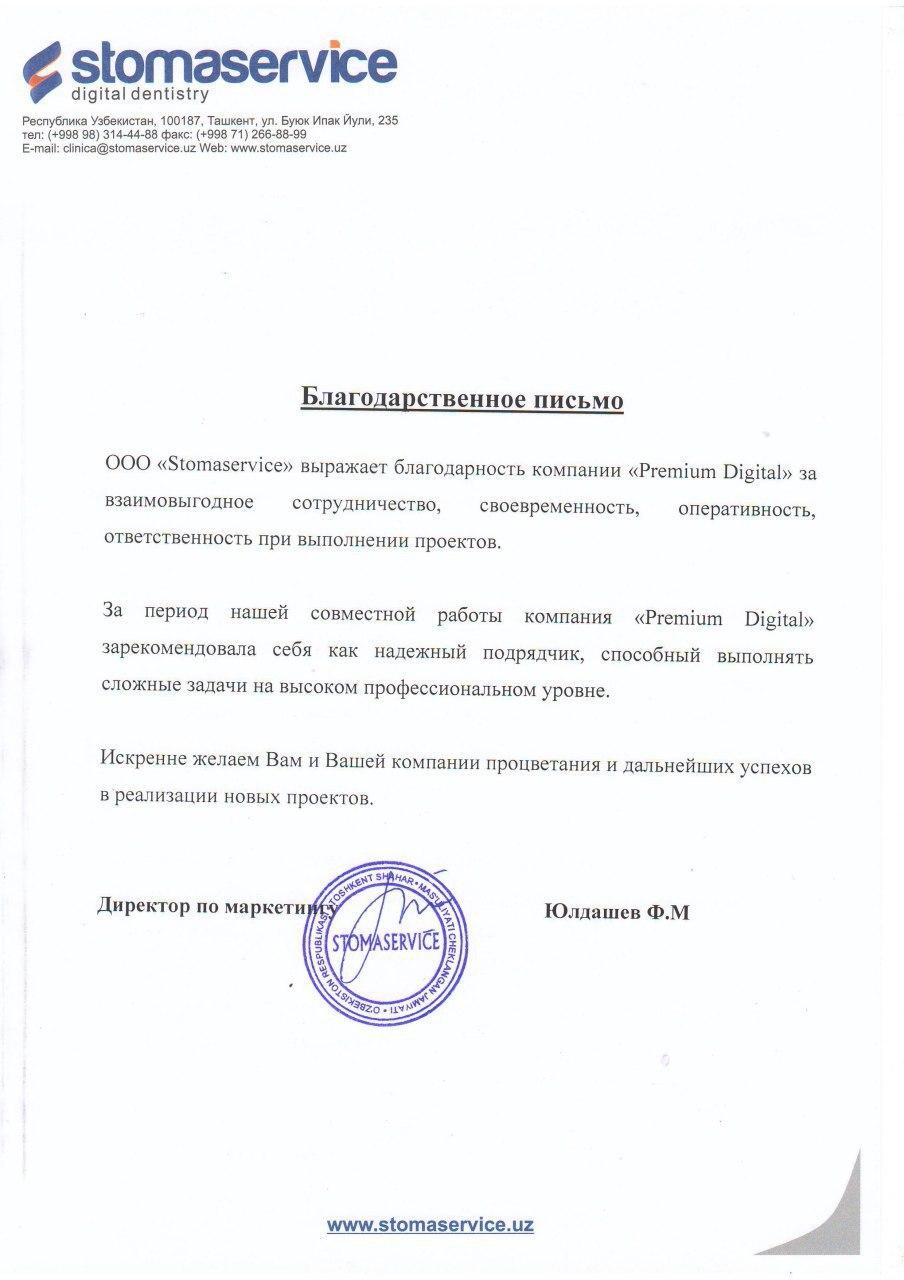 stomaservice
digital dentistry
Республика Узбекистан, 100187, Ташкент, ул. Буюк Ипак Йули, 235
тел: (+998 98) 314-44-88 факс: (+998 71) 266-88-99
E-mail: clinica@stomaservice.uz Web: www.stomaservice.uz
Благодарственное письмо
ООО «Stomaservice» выражает благодарность компании «Premium Digital» за
взаимовыгодное сотрудничество, своевременность, оперативность,
ответственность при выполнении проектов.
За период нашей совместной работы компания «Premium Digital»
зарекомендовала себя как надежный подрядчик, способный выполнять
сложные задачи на высоком профессиональном уровне.
Искренне желаем Вам и Вашей компании процветания и дальнейших успехов
в реализации новых проектов.
Директор по маркетингу
Юлдашев Ф.М
O'ZBEKISTON RESPUBLIKASI TOSHKENT SHAHAR • MAS'ULIYATI CHEKLANGAN JAMIYATI •
STOMASERVICE
www.stomaservice.uz